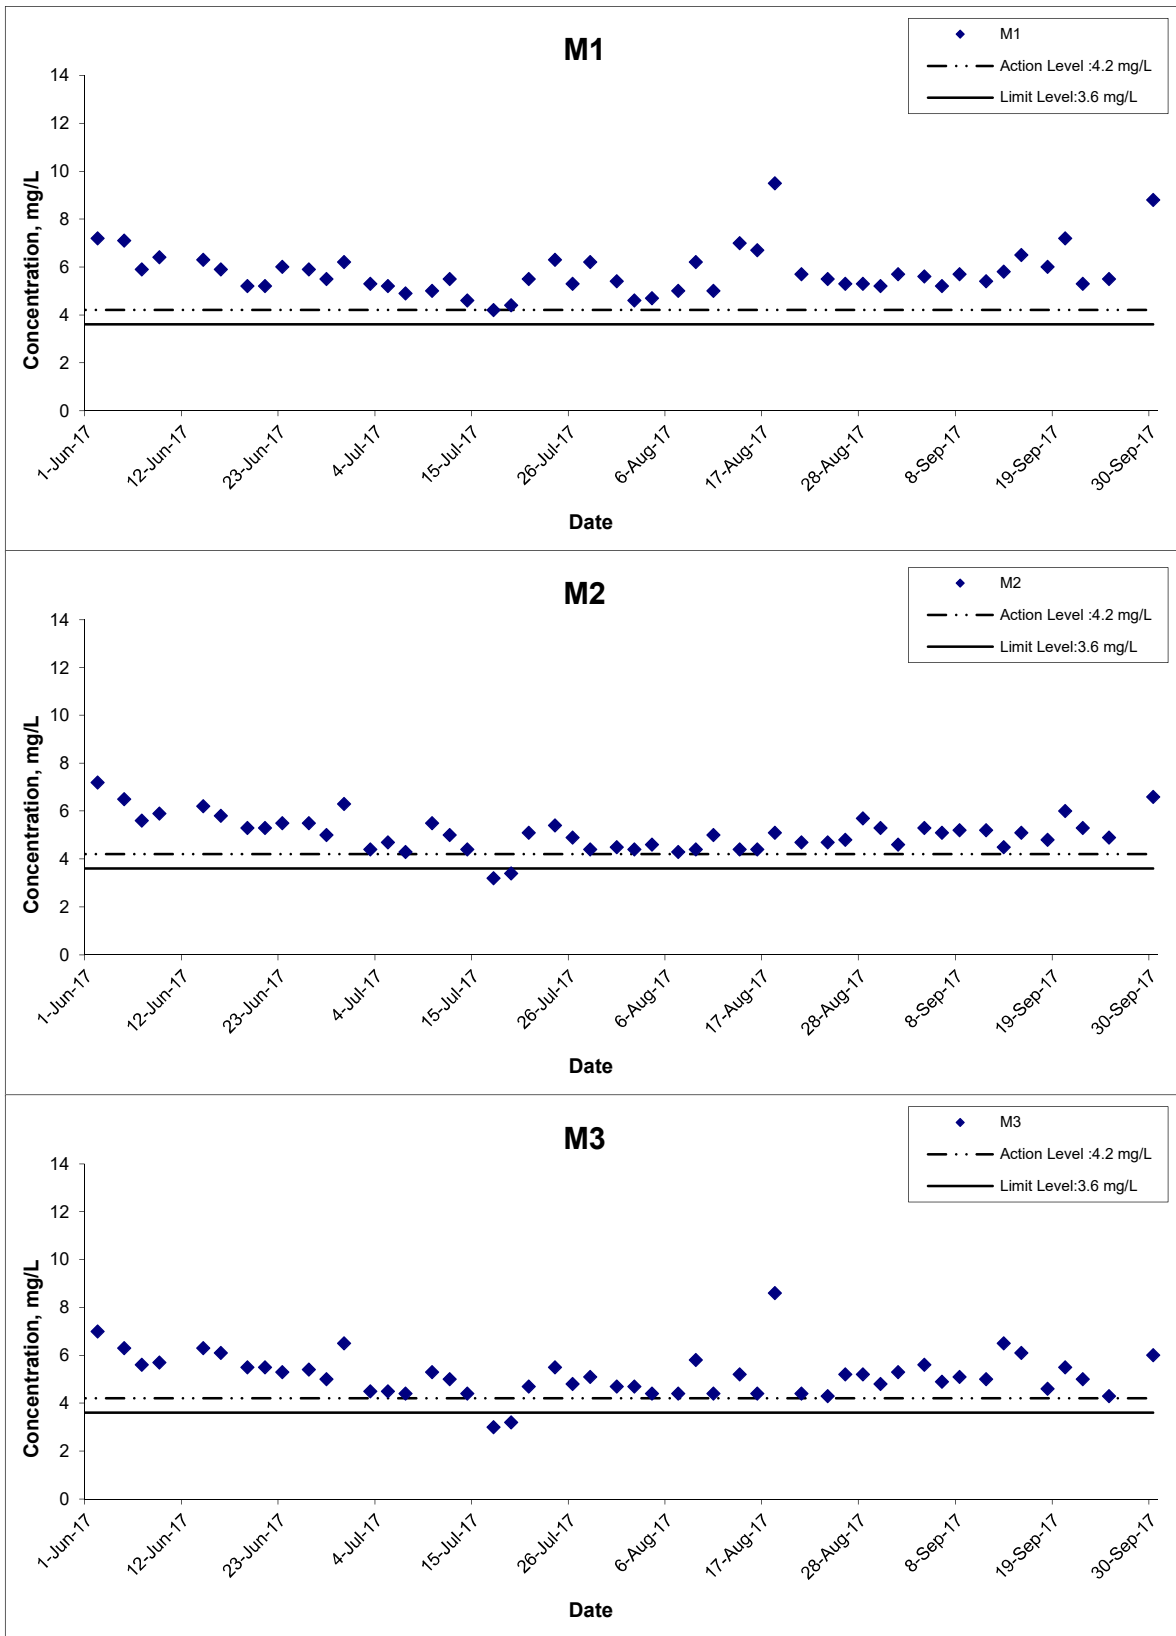 M1
M1
Action Level :4.2 mg/L
Limit Level:3.6 mg/L
Concentration, mg/L
14
12
10
8
6
4
2
0
1-Jun-17
12-Jun-17
23-Jun-17
4-Jul-17
15-Jul-17
26-Jul-17
6-Aug-17
17-Aug-17
28-Aug-17
8-Sep-17
19-Sep-17
30-Sep-17
Date
M2
M2
Action Level :4.2 mg/L
Limit Level:3.6 mg/L
Concentration, mg/L
14
12
10
8
6
4
2
0
1-Jun-17
12-Jun-17
23-Jun-17
4-Jul-17
15-Jul-17
26-Jul-17
6-Aug-17
17-Aug-17
28-Aug-17
8-Sep-17
19-Sep-17
30-Sep-17
Date
M3
M3
Action Level :4.2 mg/L
Limit Level:3.6 mg/L
Concentration, mg/L
14
12
10
8
6
4
2
0
1-Jun-17
12-Jun-17
23-Jun-17
4-Jul-17
15-Jul-17
26-Jul-17
6-Aug-17
17-Aug-17
28-Aug-17
8-Sep-17
19-Sep-17
30-Sep-17
Date